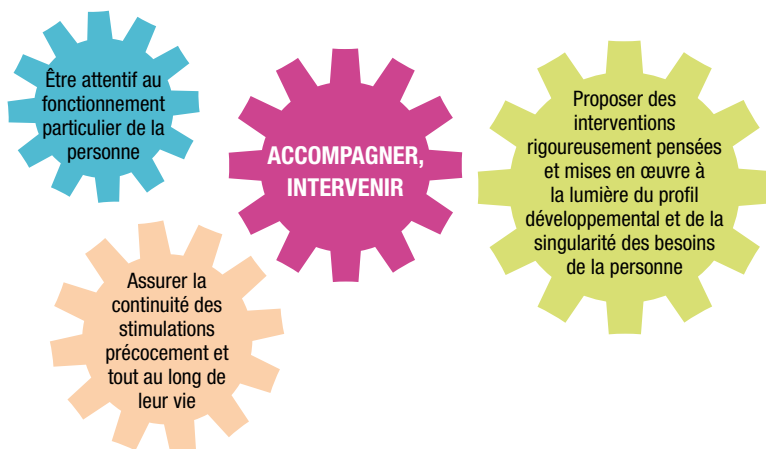 Être attentif au
fonctionnement
particulier de la
personne
ACCOMPAGNER,
INTERVENIR
Proposer des
interventions
rigoureusement pensées
et mises en œuvre à
la lumière du profil
développemental et de la
singularité des besoins
de la personne
Assurer la
continuité des
stimulations
précocement et
tout au long de
leur vie